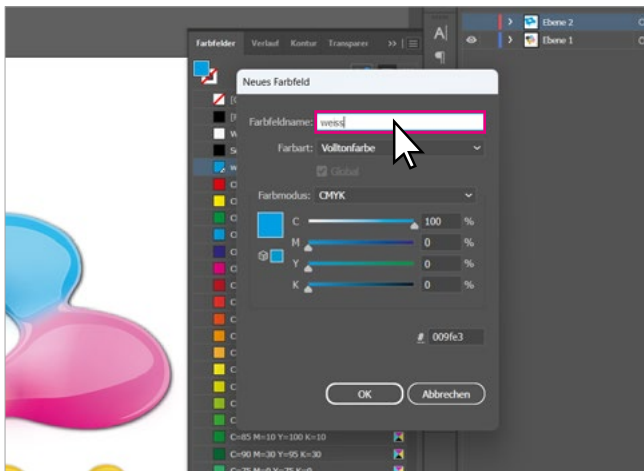 Ebene 2
Ebene 1
Farbfelder Verlauf Kontur Transparer
Neues Farbfeld
Farbfeldname: weiss
Farbart: Volltonfarbe
Global
Farbmodus: CMYK
C 100 %
M 0 %
Y 0 %
K 0 %
# 009fe3
OK Abbrechen
C=85 M=10 Y=100 K=10
C=90 M=30 Y=95 K=30